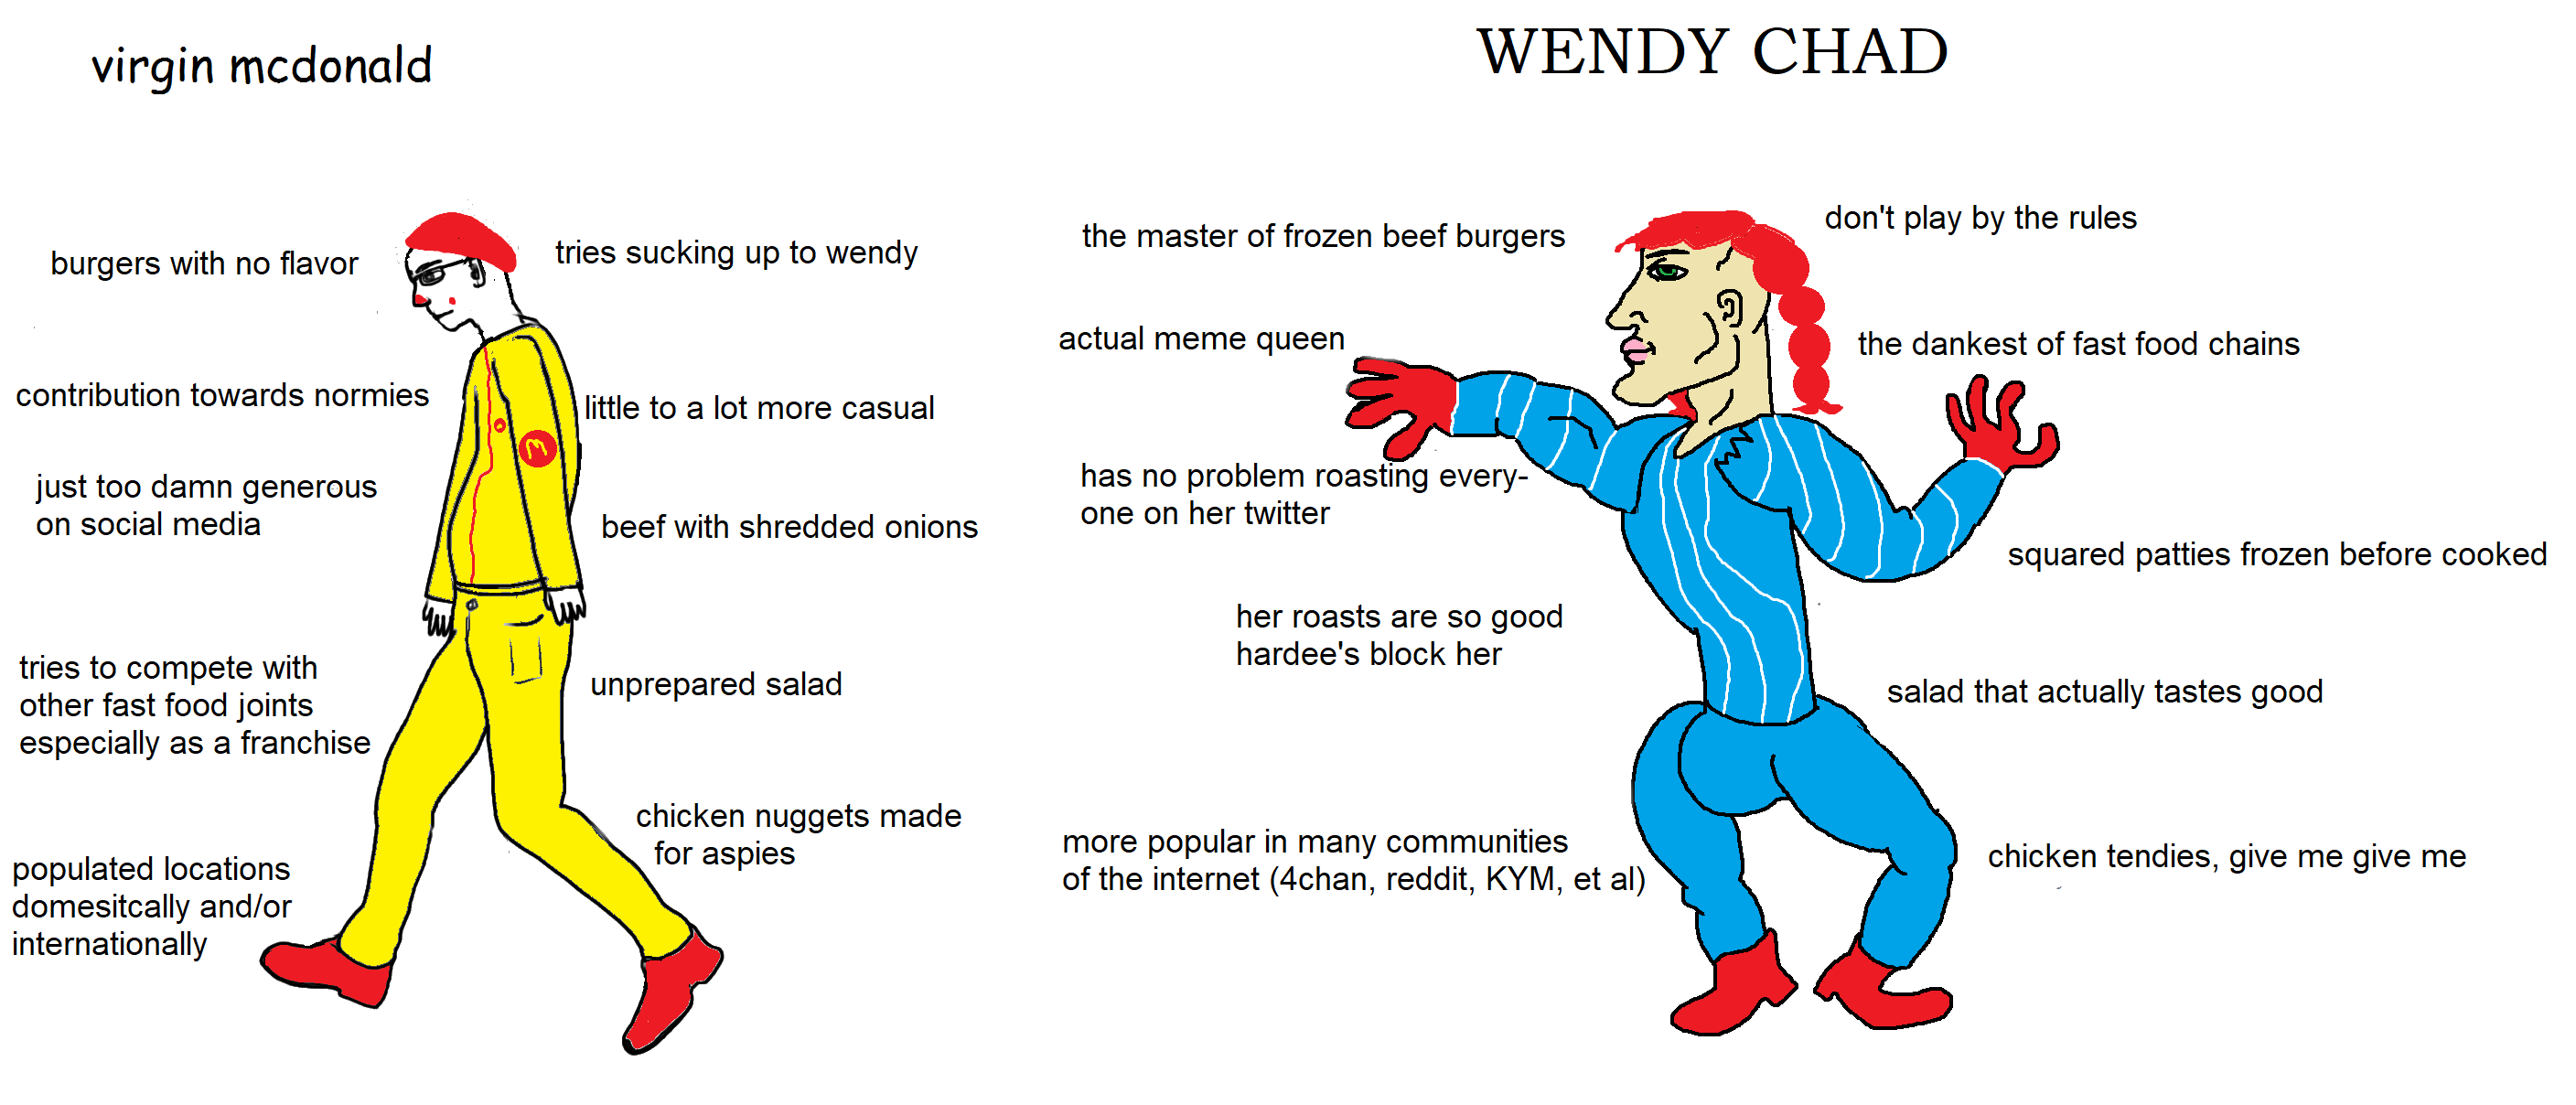 virgin mcdonald
burgers with no flavor
tries sucking up to wendy
contribution towards normies
little to a lot more casual
just too damn generous
on social media
beef with shredded onions
tries to compete with
other fast food joints
especially as a franchise
unprepared salad
chicken nuggets made
for aspies
populated locations
domesitcally and/or
internationally
m
WENDY CHAD
the master of frozen beef burgers
don't play by the rules
actual meme queen
the dankest of fast food chains
has no problem roasting every-
one on her twitter
squared patties frozen before cooked
her roasts are so good
hardee's block her
salad that actually tastes good
more popular in many communities
of the internet (4chan, reddit, KYM, et al)
chicken tendies, give me give me